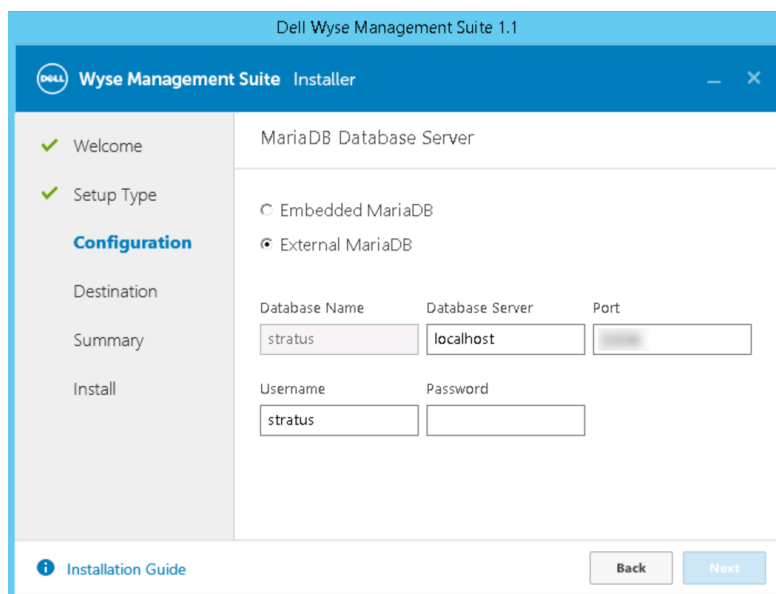 Dell Wyse Management Suite 1.1
DELL Wyse Management Suite Installer
Welcome
MariaDB Database Server
Setup Type
Embedded MariaDB
Configuration
External MariaDB
Destination
Database Name Database Server Port
Summary
stratus localhost
Install
Username Password
stratus
Installation Guide
Back Next